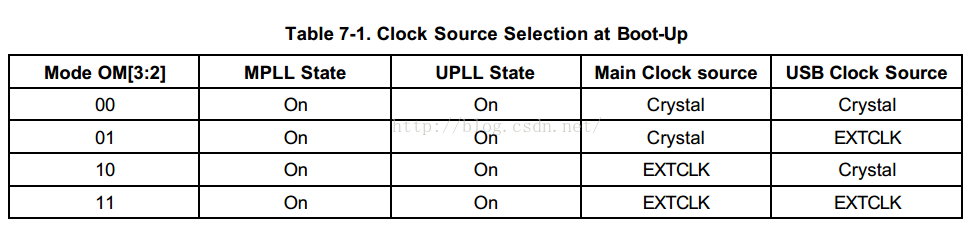 Table 7-1. Clock Source Selection at Boot-Up
Mode OM[3:2] MPLL State UPLL State Main Clock source USB Clock Source
00 On On Crystal Crystal
http://blog.csdn.net/
01 On On Crystal EXTCLK
10 On On EXTCLK Crystal
11 On On EXTCLK EXTCLK